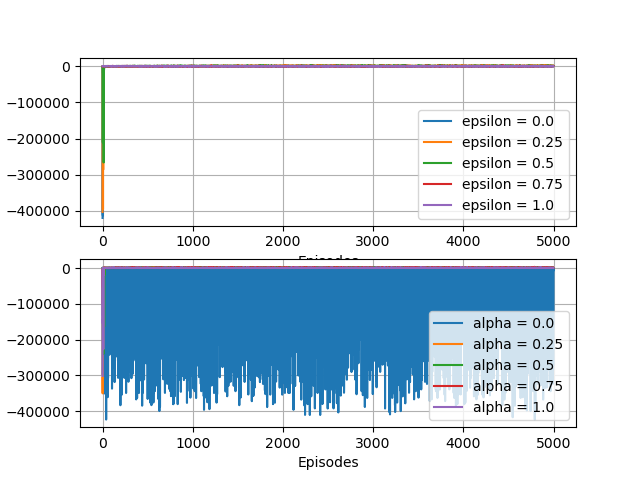 0
−100000
−200000
−300000
−400000
epsilon = 0.0
epsilon = 0.25
epsilon = 0.5
epsilon = 0.75
epsilon = 1.0
0 1000 2000 3000 4000 5000
Episodes
0
−100000
−200000
−300000
−400000
alpha = 0.0
alpha = 0.25
alpha = 0.5
alpha = 0.75
alpha = 1.0
0 1000 2000 3000 4000 5000
Episodes